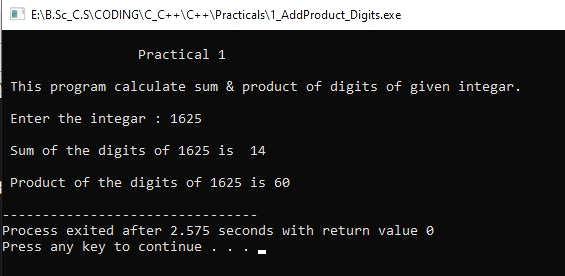 E:\B.Sc_C.S\CODING\C_C++\C++\Practicals\1_AddProduct_Digits.exe
Practical 1
This program calculate sum & product of digits of given integar.
Enter the integar : 1625
Sum of the digits of 1625 is  14
Product of the digits of 1625 is 60
--------------------------------
Process exited after 2.575 seconds with return value 0
Press any key to continue . . .